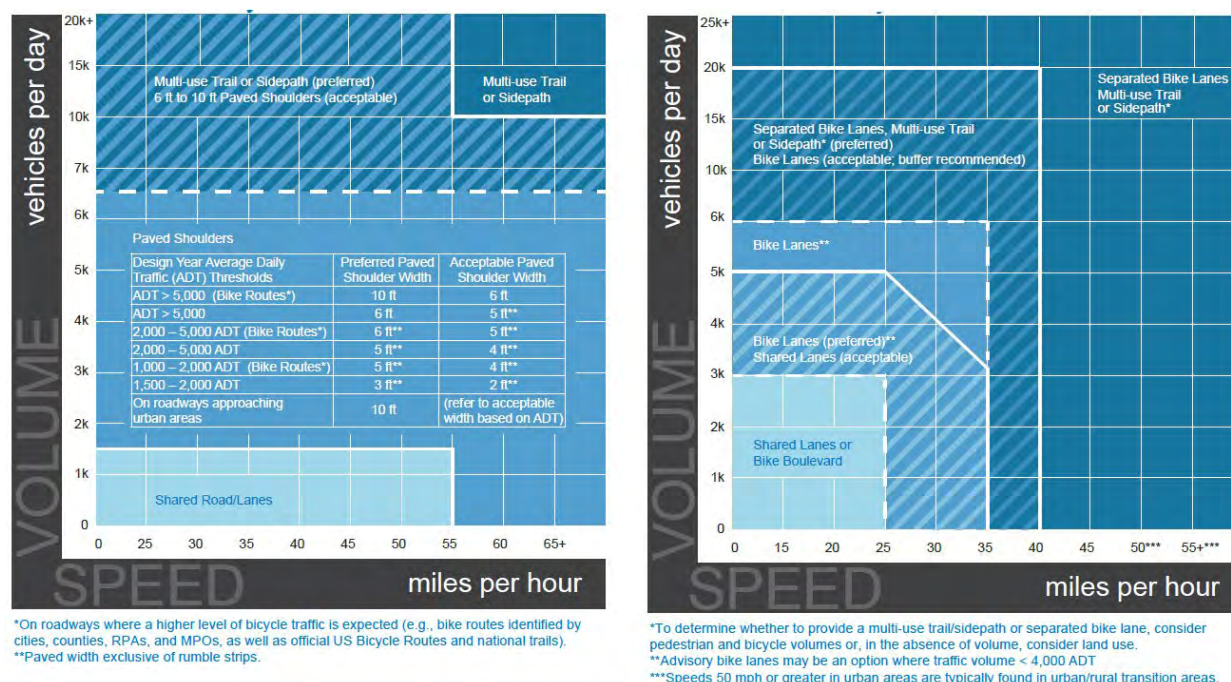 vehicles per day
VOLUME
20k+
15k
10k
7k
6k
5k
4k
3k
2k
1k
0
Multi-use Trail or Sidepath (preferred)
6 ft to 10 ft Paved Shoulders (acceptable)
Multi-use Trail
or Sidepath
Paved Shoulders
Design Year Average Daily
Traffic (ADT) Thresholds
Preferred Paved
Shoulder Width
Acceptable Paved
Shoulder Width
ADT > 5,000 (Bike Routes*) 10 ft 6 ft
ADT > 5,000 6 ft 5 ft**
2,000 – 5,000 ADT (Bike Routes*) 6 ft** 5 ft**
2,000 – 5,000 ADT 5 ft** 4 ft**
1,000 – 2,000 ADT (Bike Routes*) 5 ft** 4 ft**
1,500 – 2,000 ADT 3 ft** 2 ft**
On roadways approaching
urban areas
10 ft
(refer to acceptable
width based on ADT)
Shared Road/Lanes
0 25 30 35 40 45 50 55 60 65+
SPEED
miles per hour
*On roadways where a higher level of bicycle traffic is expected (e.g., bike routes identified by
cities, counties, RPAs, and MPOs, as well as official US Bicycle Routes and national trails).
**Paved width exclusive of rumble strips.
vehicles per day
VOLUME
25k+
20k
15k
10k
6k
5k
4k
3k
2k
1k
0
Separated Bike Lanes
Multi-use Trail
or Sidepath*
Separated Bike Lanes, Multi-use Trail
or Sidepath* (preferred)
Bike Lanes (acceptable; buffer recommended)
Bike Lanes**
Bike Lanes (preferred)**
Shared Lanes (acceptable)
Shared Lanes or
Bike Boulevard
0 15 20 25 30 35 40 45 50*** 55+***
SPEED
miles per hour
*To determine whether to provide a multi-use trail/sidepath or separated bike lane, consider
pedestrian and bicycle volumes or, in the absence of volume, consider land use.
**Advisory bike lanes may be an option where traffic volume < 4,000 ADT
***Speeds 50 mph or greater in urban areas are typically found in urban/rural transition areas.